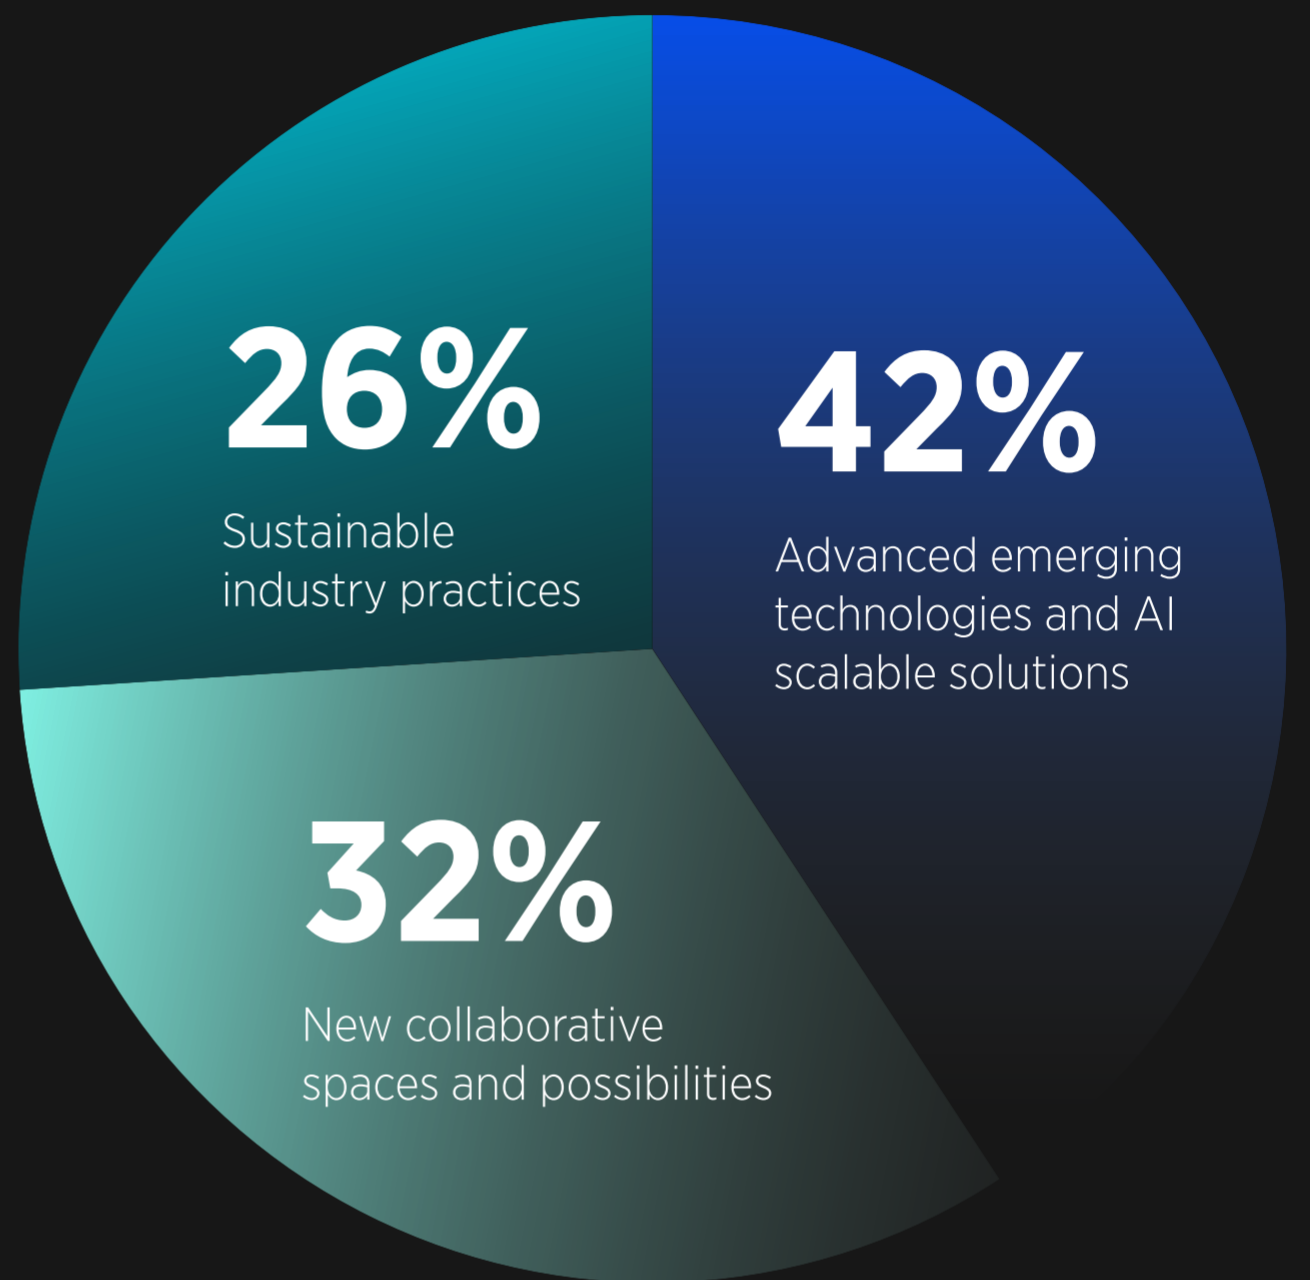 26%
Sustainable
industry practices
42%
Advanced emerging
technologies and AI
scalable solutions
32%
New collaborative
spaces and possibilities